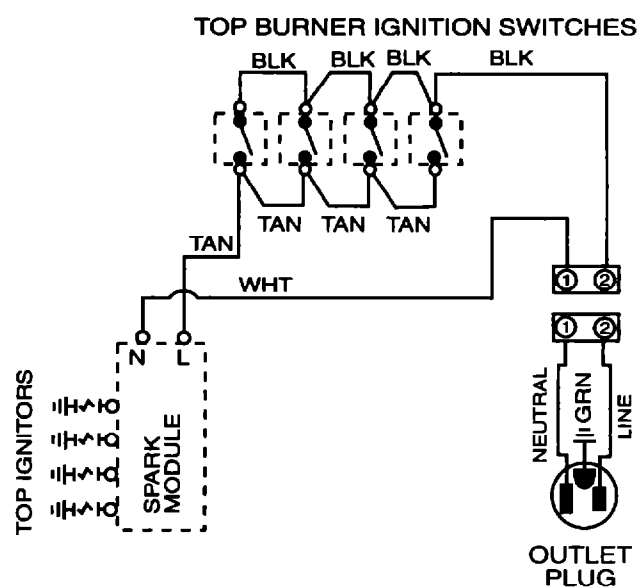 TOP BURNER IGNITION SWITCHES
BLK
BLK
BLK
BLK
TAN
TAN
TAN
TAN
WHT
1
2
1
2
N
L
TOP IGNITORS
SPARK
MODULE
NEUTRAL
GRN
LINE
OUTLET
PLUG